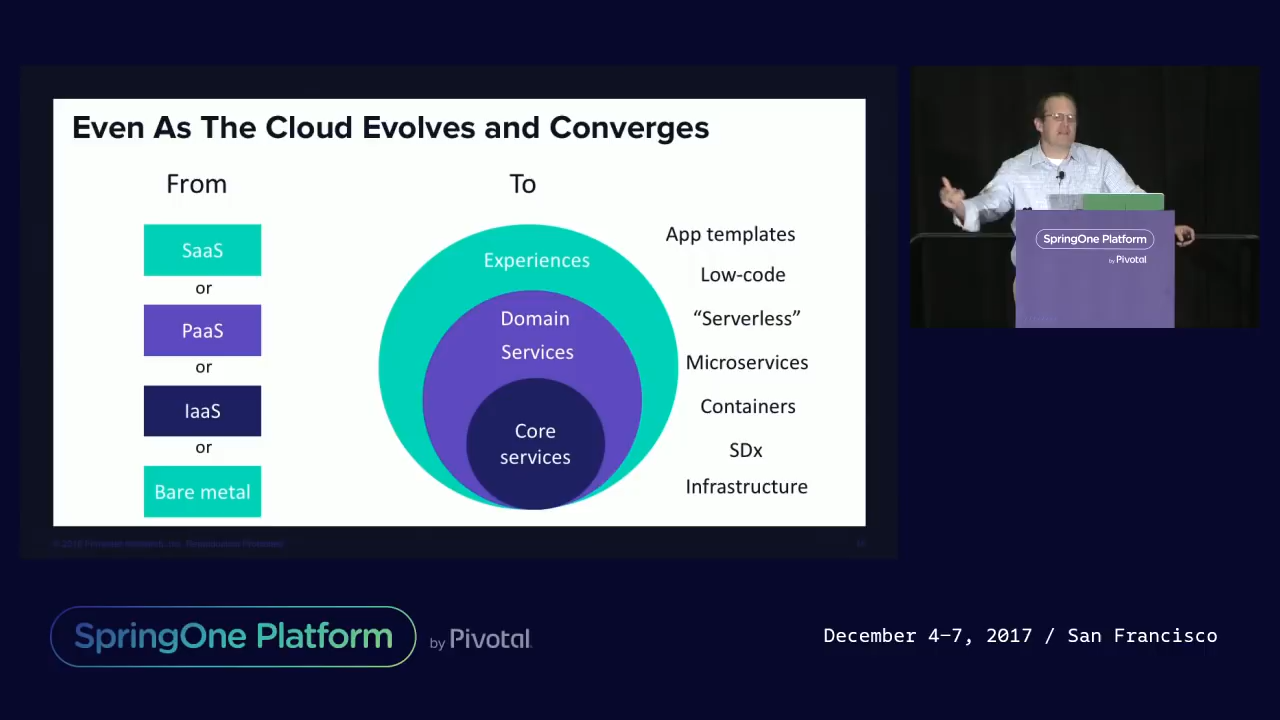 Even As The Cloud Evolves and Converges
From
To
SaaS
or
PaaS
or
IaaS
or
Bare metal
Experiences
Domain
Services
Core
services
App templates
Low-code
“Serverless”
Microservices
Containers
SDx
Infrastructure
SpringOne Platform
by Pivotal
SpringOne Platform
by Pivotal
December 4–7, 2017 / San Francisco